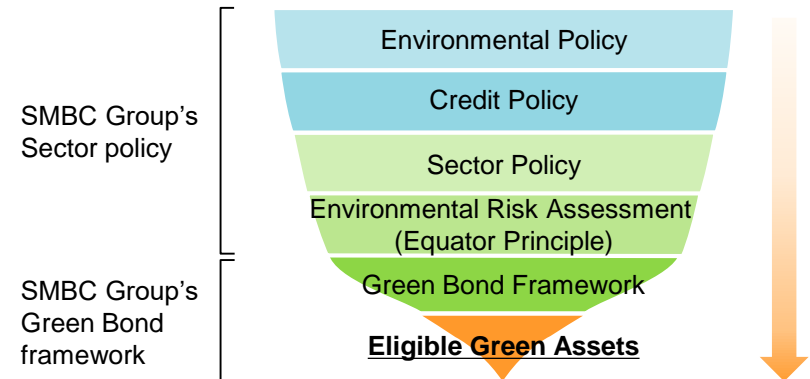 SMBC Group's
Sector policy
Environmental Policy
Credit Policy
Sector Policy
Environmental Risk Assessment
(Equator Principle)
SMBC Group's
Green Bond
framework
Green Bond Framework
Eligible Green Assets